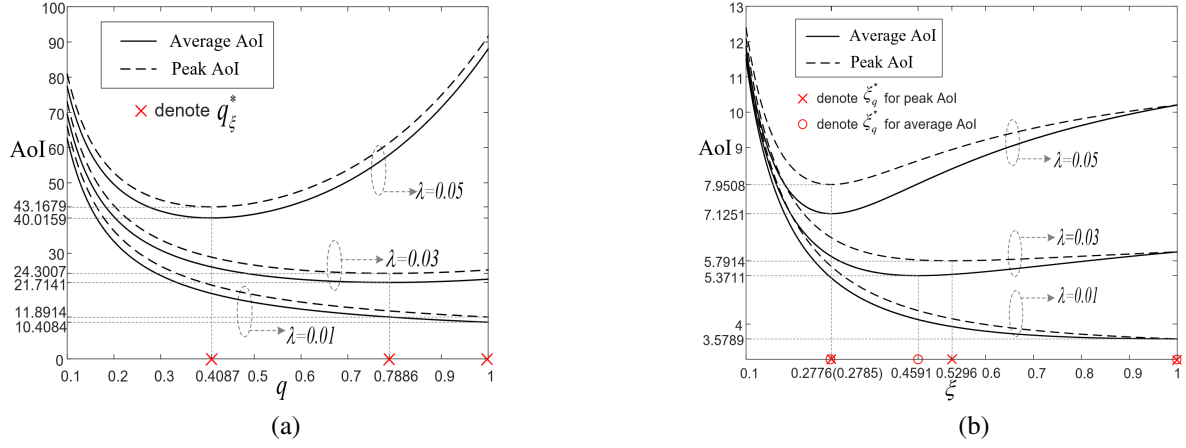 100
90
80
70
60
50
43.1679
40.0159
30
24.3007
21.7141
11.8914
10.4084
0
AoI
Average AoI
Peak AoI
denote q*ξ
λ=0.05
λ=0.03
λ=0.01
0.1 0.2 0.3 0.4087 0.5 0.6 0.7 0.7886 0.9 1
q
(a)
13
12
11
10
9
7.9508
7.1251
5.7914
5.3711
4
3.5789
AoI
Average AoI
Peak AoI
denote ξ*q for peak AoI
denote ξ*q for average AoI
λ=0.05
λ=0.03
λ=0.01
0.1 0.2776(0.2785) 0.4591 0.5296 0.6 0.7 0.8 0.9 1
ξ
(b)